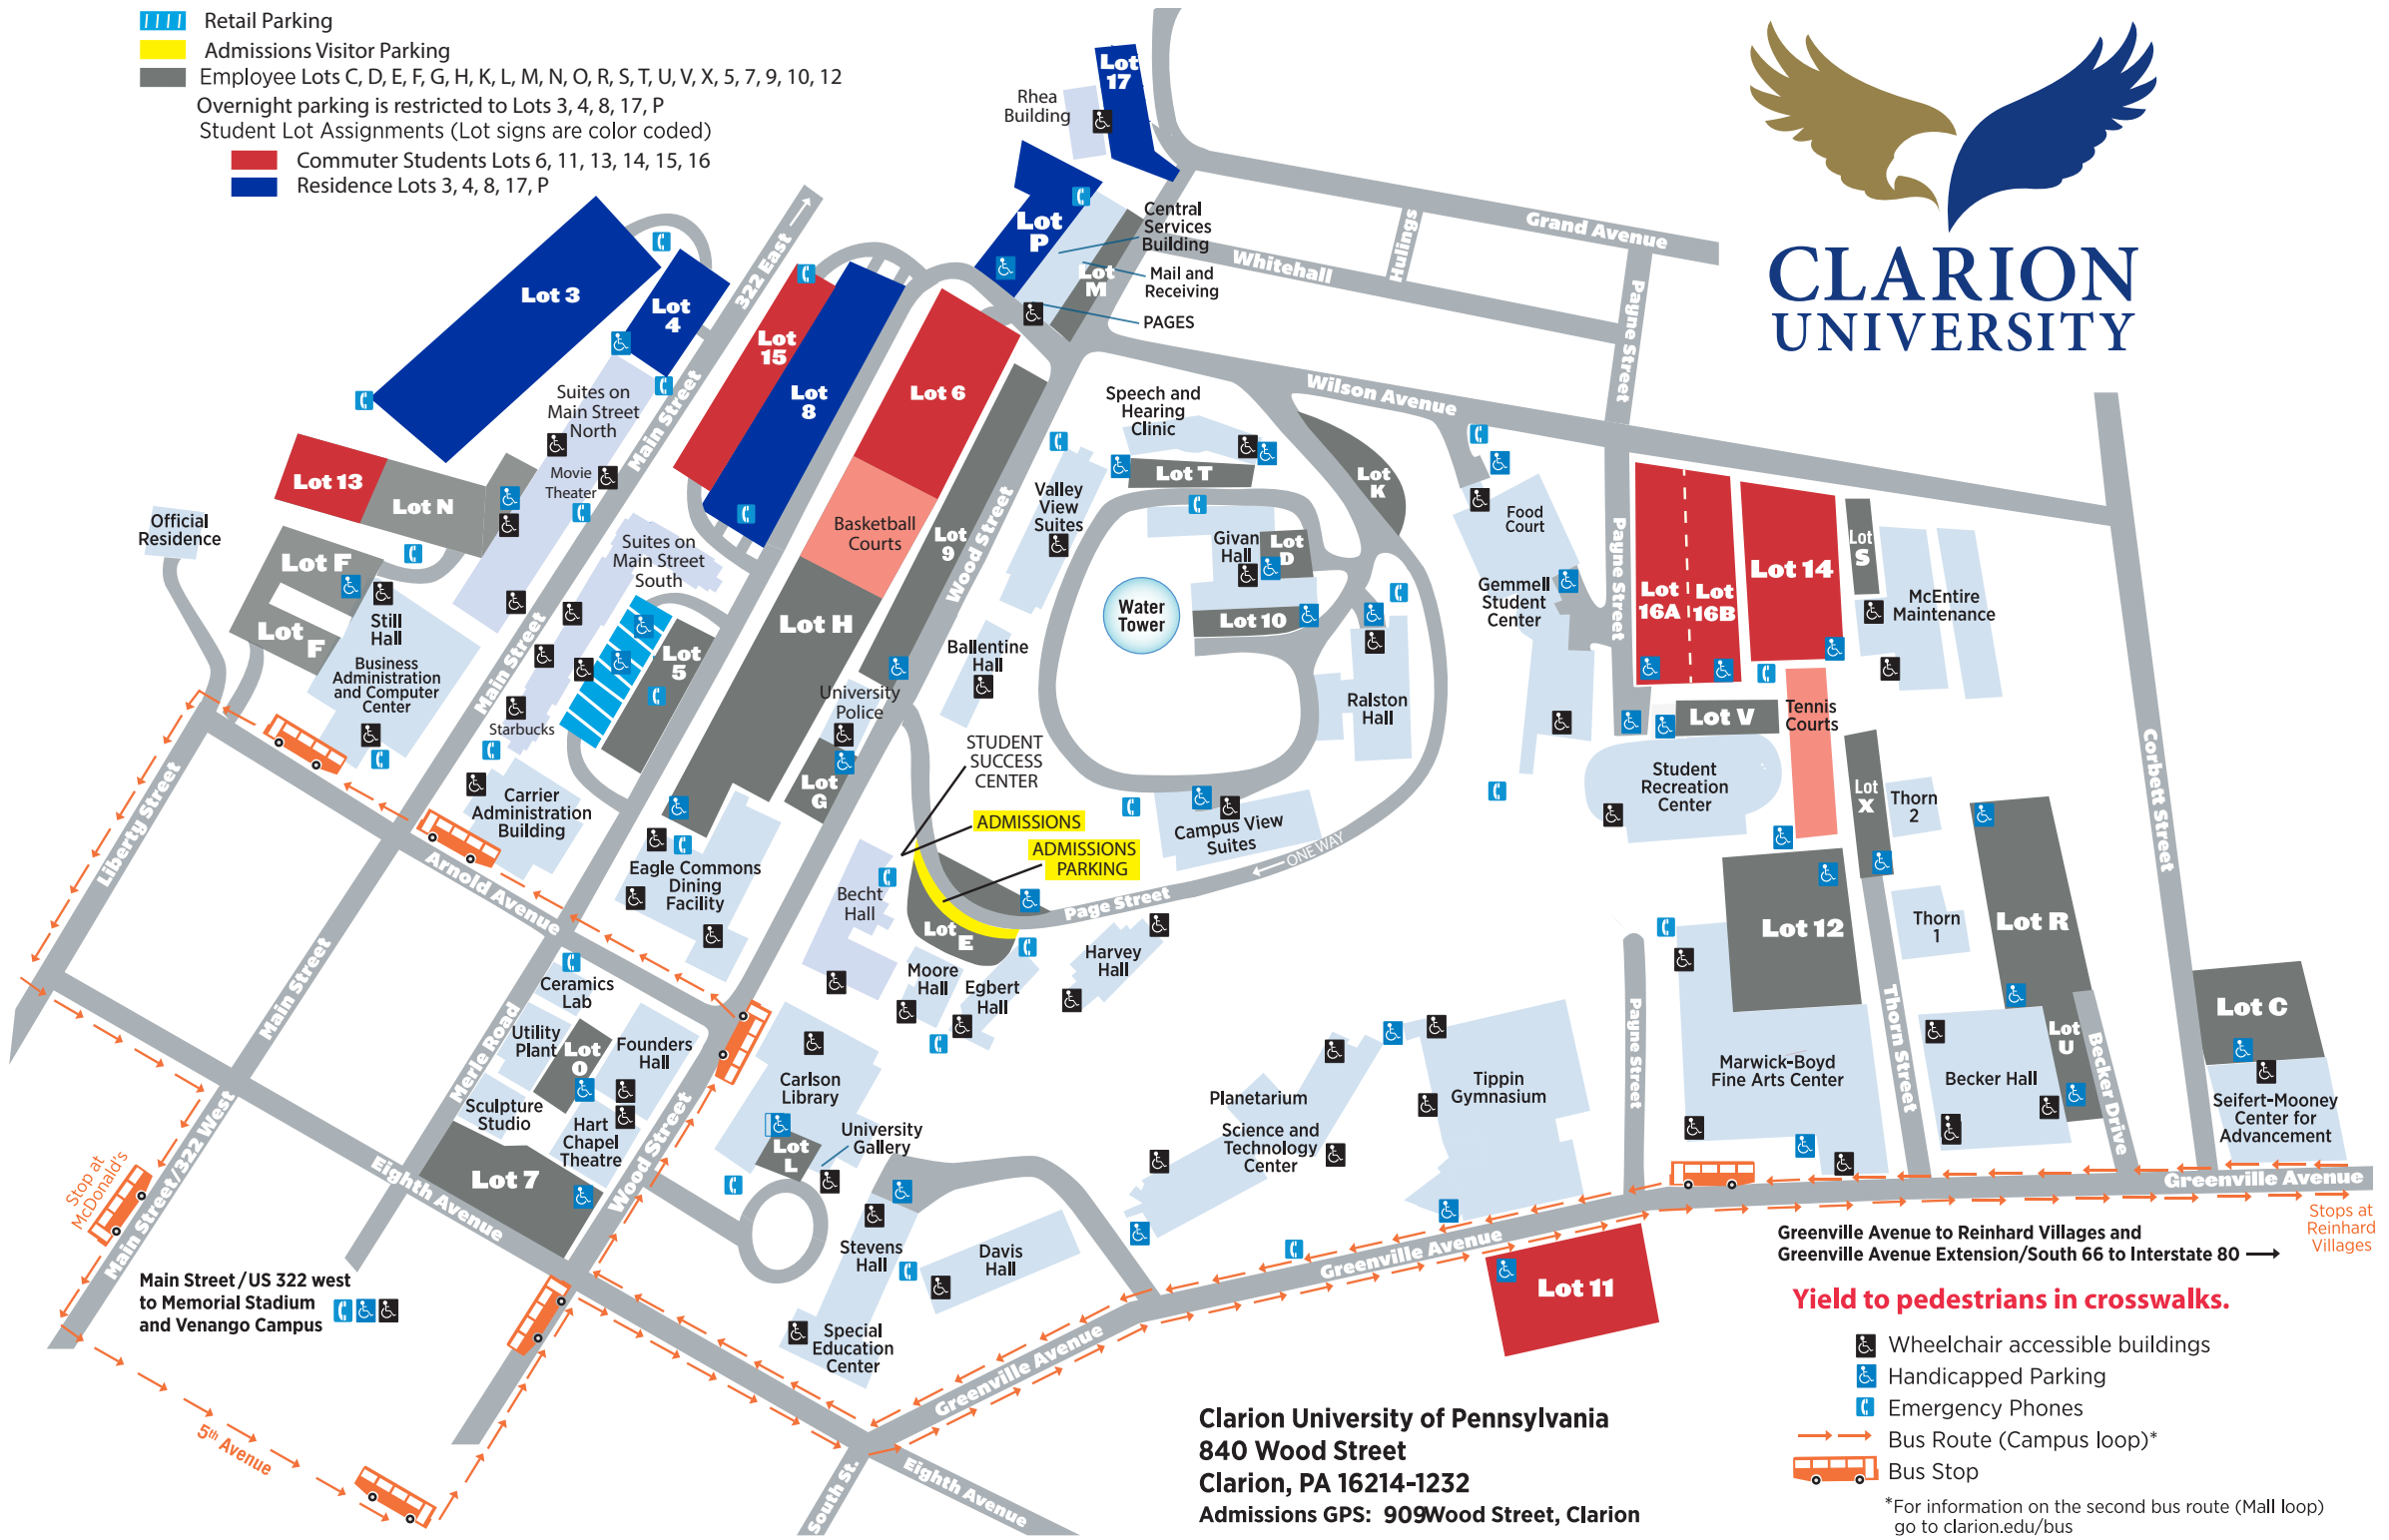 Retail Parking
Admissions Visitor Parking
Employee Lots C, D, E, F, G, H, K, L, M, N, O, R, S, T, U, V, X, 5, 7, 9, 10, 12
Overnight parking is restricted to Lots 3, 4, 8, 17, P
Student Lot Assignments (Lot signs are color coded)
Commuter Students Lots 6, 11, 13, 14, 15, 16
Residence Lots 3, 4, 8, 17, P
CLARION
UNIVERSITY
Lot
17
Rhea
Building
Lot
P
Central
Services
Building
Lot
M
Mail and
Receiving
PAGES
Grand Avenue
Hulings
Whitehall
Payne Street
Wilson Avenue
322 East
Lot 3
Lot
4
Lot
15
Lot
8
Lot 6
Suites on
Main Street
North
Main Street
Movie
Theater
Lot 13
Lot N
Official
Residence
Lot F
Lot
F
Still
Hall
Business
Administration
and Computer
Center
Suites on
Main Street
South
Basketball
Courts
Lot
9
Wood Street
Valley
View
Suites
Speech and
Hearing
Clinic
Lot T
Lot
K
Givan
Hall
Lot
D
Water
Tower
Lot 10
Food
Court
Gemmell
Student
Center
Payne Street
Lot
16A
Lot
16B
Lot 14
Lot
S
McEntire
Maintenance
Lot H
Lot
5
Main Street
Starbucks
University
Police
Ballentine
Hall
Ralston
Hall
Lot V
Tennis
Courts
Corbett Street
STUDENT
SUCCESS
CENTER
Lot
G
ADMISSIONS
ADMISSIONS
PARKING
Campus View
Suites
ONE WAY
Page Street
Student
Recreation
Center
Lot
X
Thorn
2
Liberty Street
Carrier
Administration
Building
Arnold Avenue
Eagle Commons
Dining
Facility
Becht
Hall
Lot
E
Moore
Hall
Egbert
Hall
Harvey
Hall
Lot 12
Thorn
1
Lot R
Lot C
Main Street
Ceramics
Lab
Merle Road
Utility
Plant
Lot
O
Founders
Hall
Sculpture
Studio
Hart
Chapel
Theatre
Carlson
Library
Lot
L
University
Gallery
Planetarium
Science and
Technology
Center
Tippin
Gymnasium
Payne Street
Marwick-Boyd
Fine Arts Center
Thorn Street
Becker Hall
Lot
U
Becker Drive
Seifert-Mooney
Center for
Advancement
Stop at
McDonald's
Main Street/322 West
Eighth Avenue
Lot 7
Wood Street
Stevens
Hall
Davis
Hall
Special
Education
Center
Greenville Avenue
Greenville Avenue
Greenville Avenue
Lot 11
Stops at
Reinhard
Villages
Greenville Avenue to Reinhard Villages and
Greenville Avenue Extension/South 66 to Interstate 80
Main Street/US 322 west
to Memorial Stadium
and Venango Campus
5th Avenue
South St.
Eighth Avenue
Clarion University of Pennsylvania
840 Wood Street
Clarion, PA 16214-1232
Admissions GPS: 909Wood Street, Clarion
Yield to pedestrians in crosswalks.
Wheelchair accessible buildings
Handicapped Parking
Emergency Phones
Bus Route (Campus loop)*
Bus Stop
*For information on the second bus route (Mall loop)
go to clarion.edu/bus